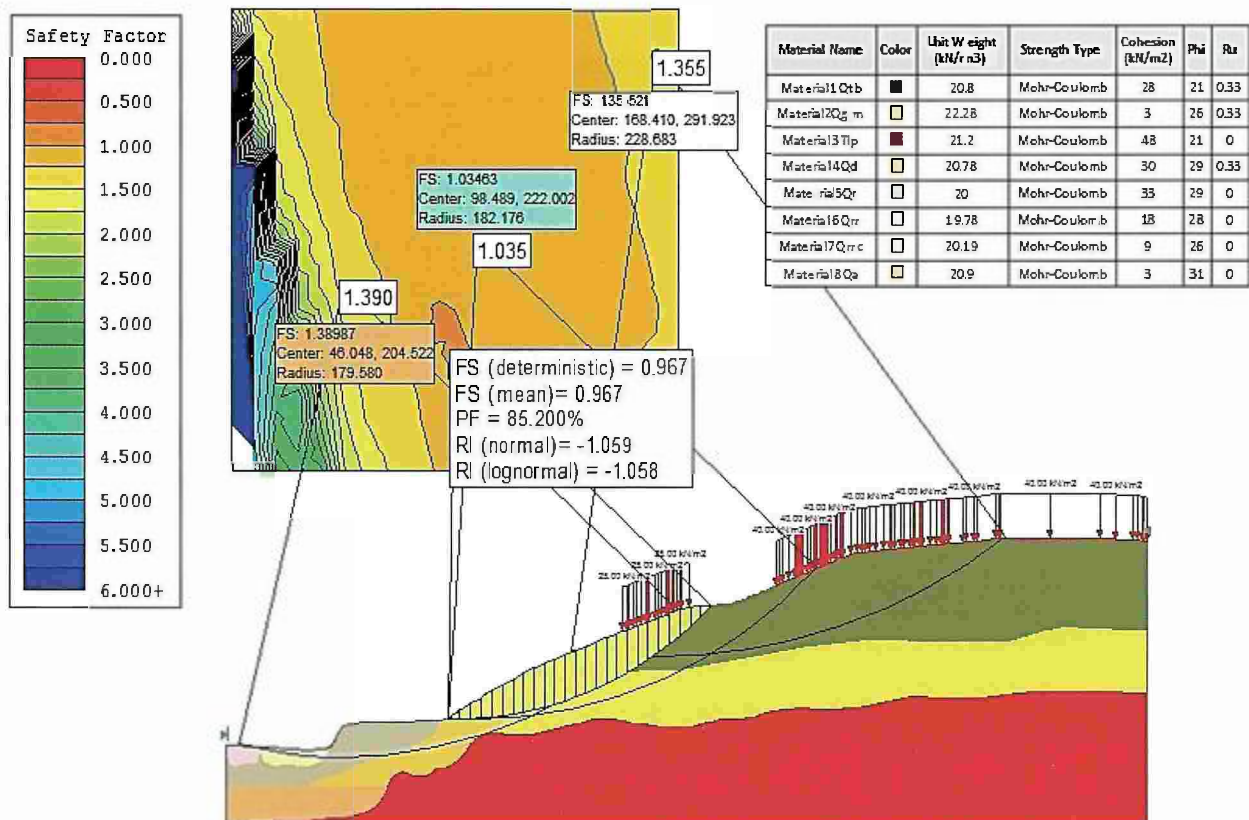 Safety Factor
0.000
0.500
1.000
1.500
2.000
2.500
3.000
3.500
4.000
4.500
5.000
5.500
6.000+
1.355
FS: 135 521
Center: 168.410, 291.923
Radius: 228.683
FS: 1.03463
Center: 98.489, 222.002
Radius: 182.176
1.035
1.390
FS: 1.38987
Center: 46.048, 204.522
Radius: 179.580
FS (deterministic) = 0.967
FS (mean)= 0.967
PF = 85.200%
RI (normal)= -1.059
RI (lognormal) = -1.058
Material Name Color Unit Weight (kN/m3) Strength Type Cohesion (kN/m2) Phi Ru
Material1Qtb 20.8 Mohr-Coulomb 28 21 0.33
Material2Qgm 22.28 Mohr-Coulomb 3 26 0.33
Material3Tlp 21.2 Mohr-Coulomb 48 21 0
Material4Qd 20.78 Mohr-Coulomb 30 29 0.33
Material5Qr 20 Mohr-Coulomb 33 29 0
Material6Qrr 19.78 Mohr-Coulomb 18 28 0
Material7Qrrc 20.19 Mohr-Coulomb 9 26 0
Material8Qa 20.9 Mohr-Coulomb 3 31 0
40.00 kN/m2
40.00 kN/m2
40.00 kN/m2
40.00 kN/m2
40.00 kN/m2
40.00 kN/m2
40.00 kN/m2
40.00 kN/m2
25.00 kN/m2
25.00 kN/m2
25.00 kN/m2